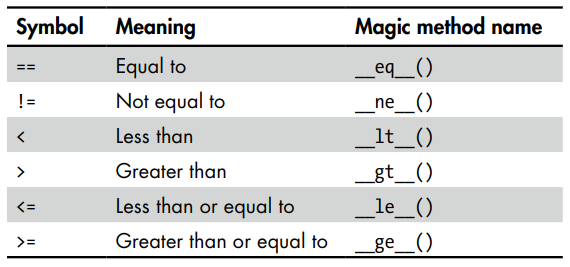 Symbol Meaning Magic method name
== Equal to __eq__()
!= Not equal to __ne__()
< Less than __lt__()
> Greater than __gt__()
<= Less than or equal to __le__()
>= Greater than or equal to __ge__()